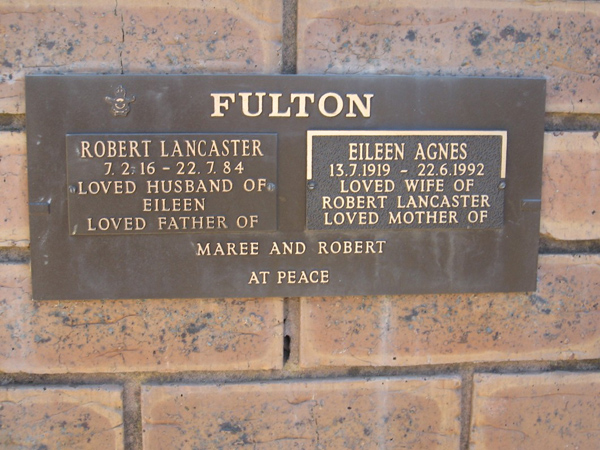 FULTON
ROBERT LANCASTER
7. 2. 16 - 22. 7. 84
LOVED HUSBAND OF
EILEEN
LOVED FATHER OF
EILEEN AGNES
13.7.1919 - 22.6.1992
LOVED WIFE OF
ROBERT LANCASTER
LOVED MOTHER OF
MAREE AND ROBERT
AT PEACE